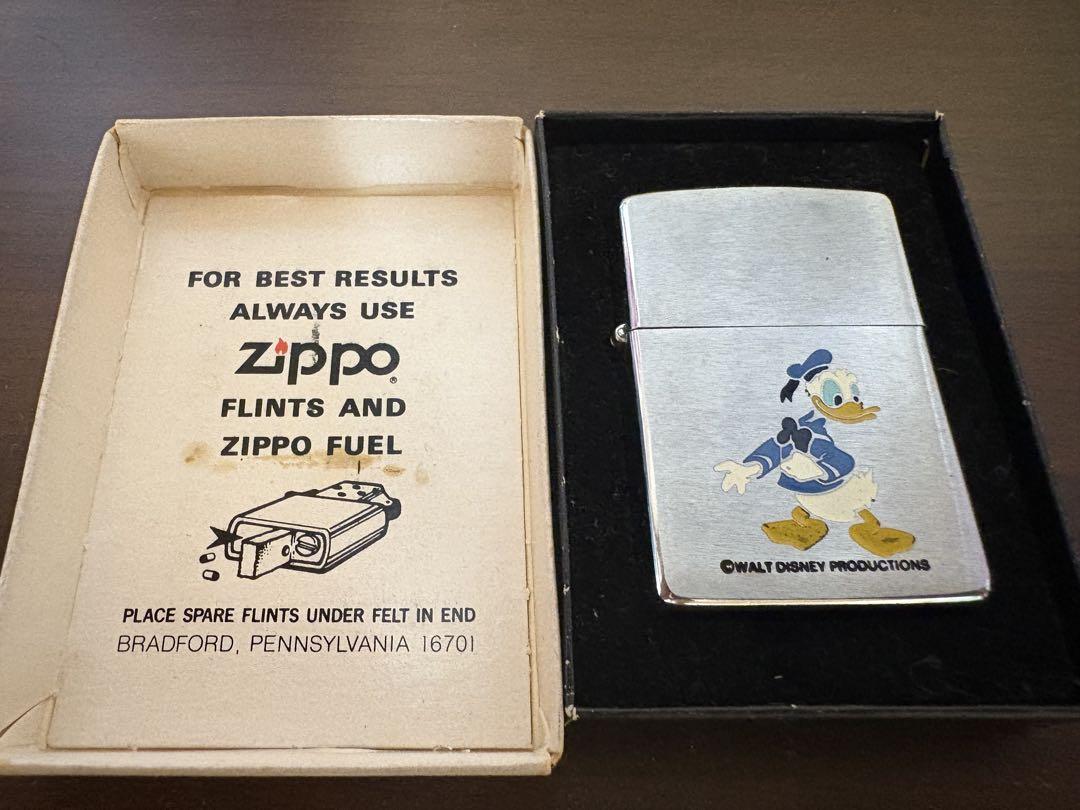 FOR BEST RESULTS
ALWAYS USE
Zippo®
FLINTS AND
ZIPPO FUEL
PLACE SPARE FLINTS UNDER FELT IN END
BRADFORD, PENNSYLVANIA 16701
©WALT DISNEY PRODUCTIONS